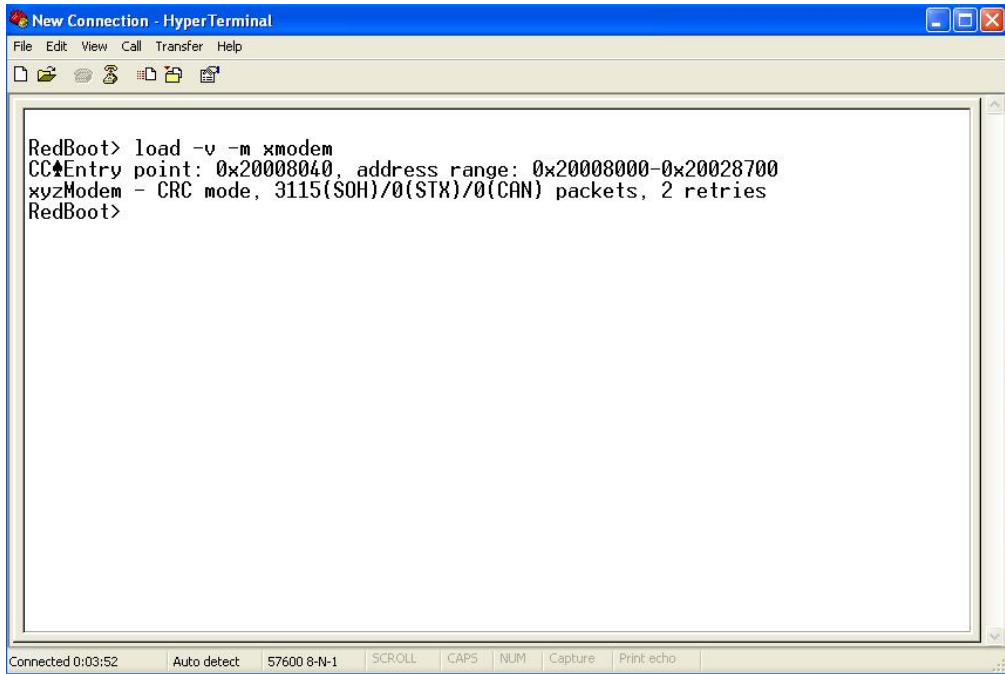 New Connection - HyperTerminal
File Edit View Call Transfer Help
RedBoot> load -v -m xmodem
CC♠Entry point: 0x20008040, address range: 0x20008000-0x20028700
xyzModem - CRC mode, 3115(SOH)/0(STX)/0(CAN) packets, 2 retries
RedBoot>
Connected 0:03:52 Auto detect 57600 8-N-1 SCROLL CAPS NUM Capture Print echo